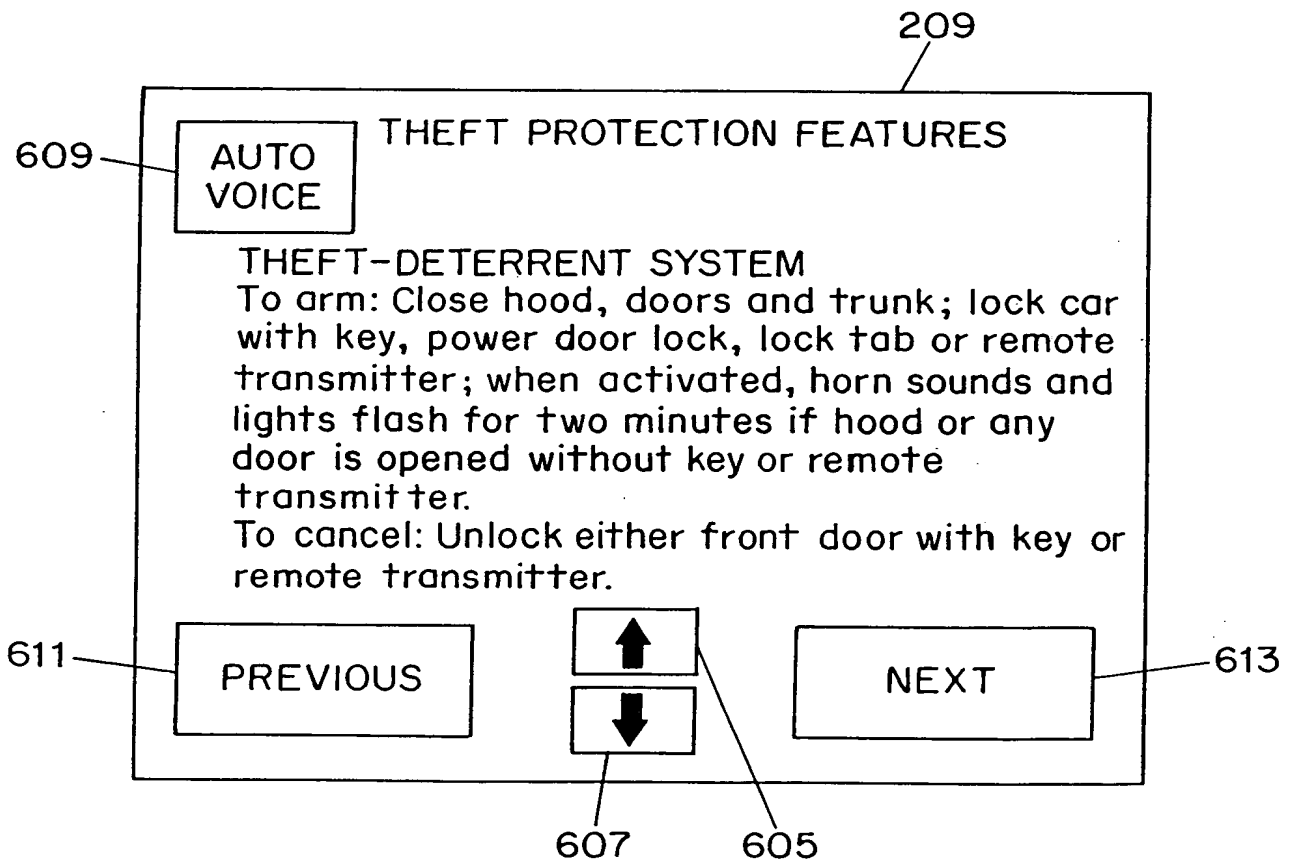 209
THEFT PROTECTION FEATURES
609
AUTO
VOICE
THEFT-DETERRENT SYSTEM
To arm: Close hood, doors and trunk; lock car
with key, power door lock, lock tab or remote
transmitter; when activated, horn sounds and
lights flash for two minutes if hood or any
door is opened without key or remote
transmitter.
To cancel: Unlock either front door with key or
remote transmitter.
611
PREVIOUS
NEXT
613
607
605